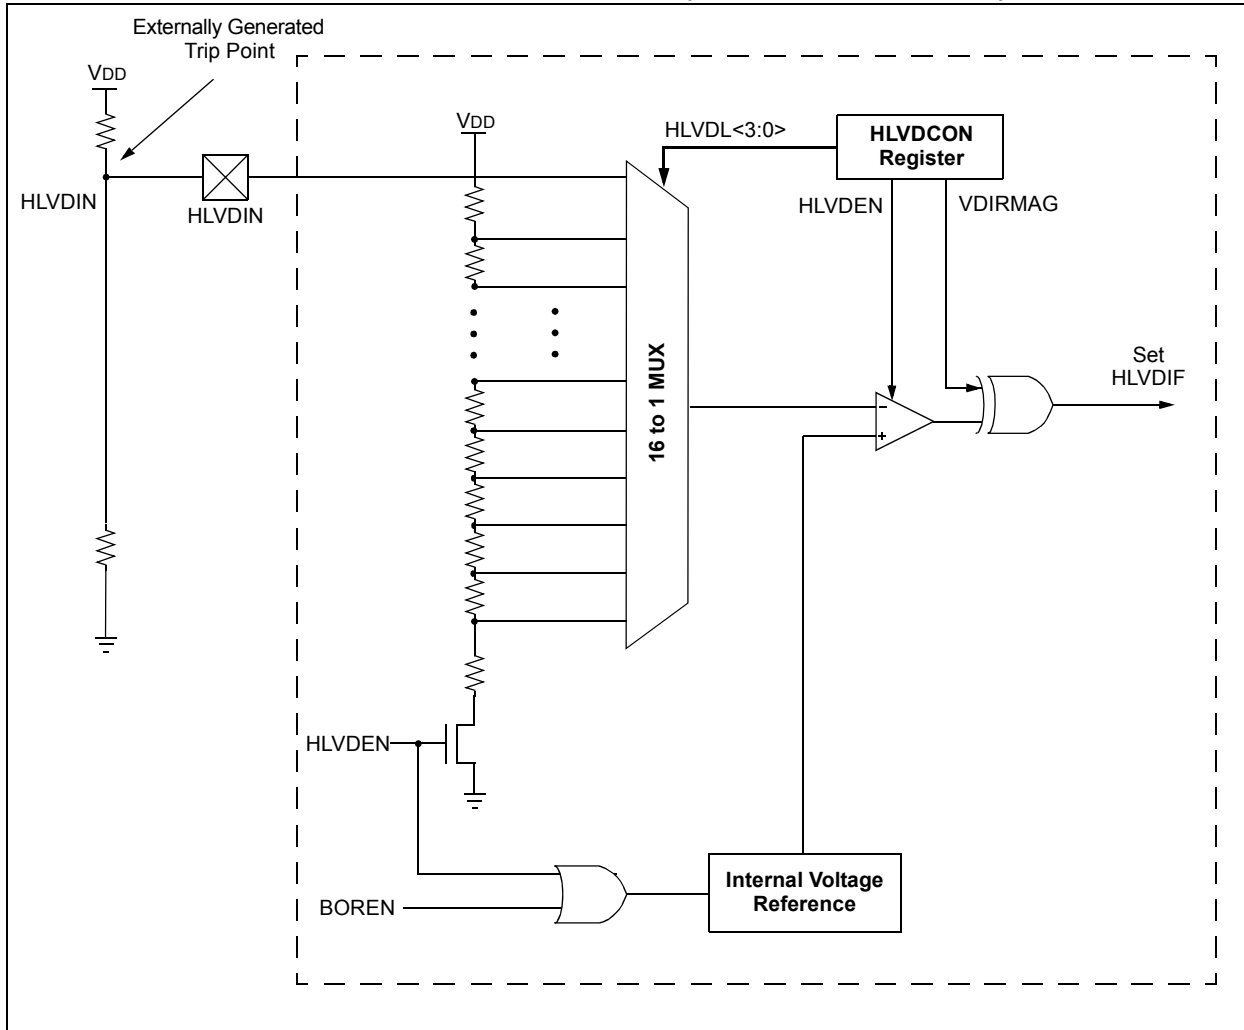 Externally Generated
Trip Point
VDD
VDD
HLVDL<3:0>
HLVDCON
Register
HLVDIN
HLVDIN
HLVDEN
VDIRMAG
16 to 1 MUX
Set
HLVDIF
–
+
HLVDEN
BOREN
Internal Voltage
Reference